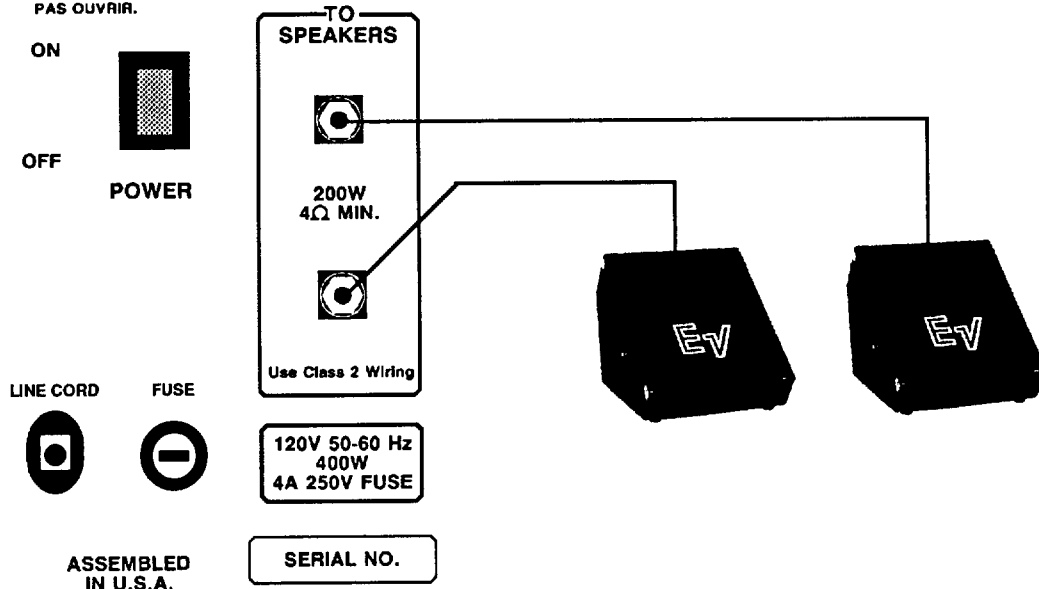 PAS OUVRIR.
ON
OFF
POWER
TO
SPEAKERS
200W
4Ω MIN.
Use Class 2 Wiring
EV
EV
LINE CORD
FUSE
120V 50-60 Hz
400W
4A 250V FUSE
ASSEMBLED
IN U.S.A.
SERIAL NO.